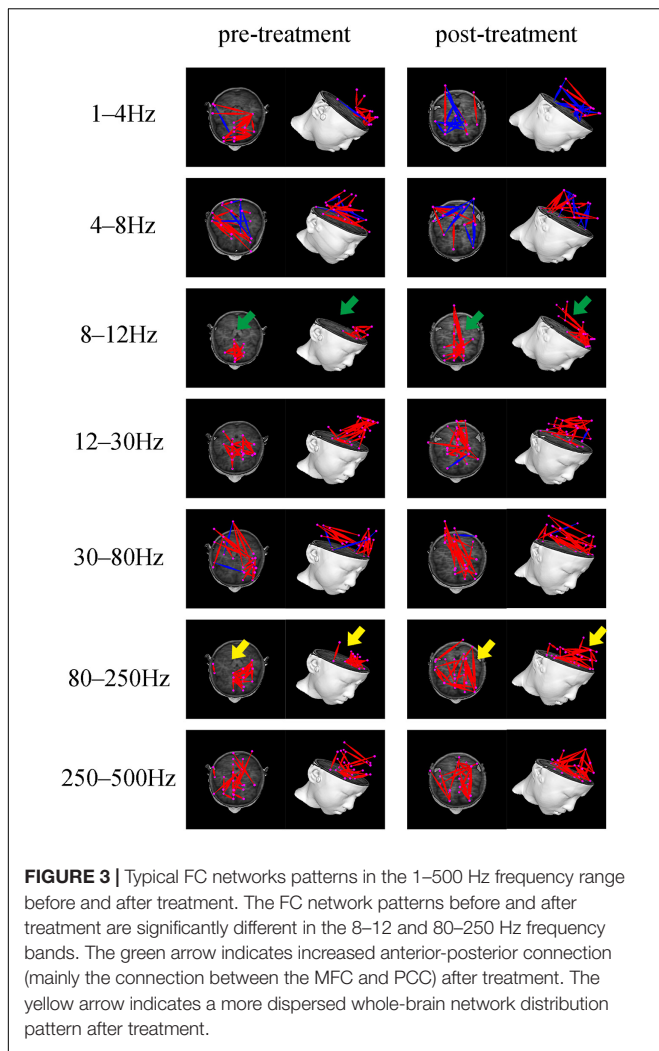 pre-treatment post-treatment
1–4Hz
4–8Hz
8–12Hz
12–30Hz
30–80Hz
80–250Hz
250–500Hz
FIGURE 3 | Typical FC networks patterns in the 1–500 Hz frequency range
before and after treatment. The FC network patterns before and after
treatment are significantly different in the 8–12 and 80–250 Hz frequency
bands. The green arrow indicates increased anterior-posterior connection
(mainly the connection between the MFC and PCC) after treatment. The
yellow arrow indicates a more dispersed whole-brain network distribution
pattern after treatment.